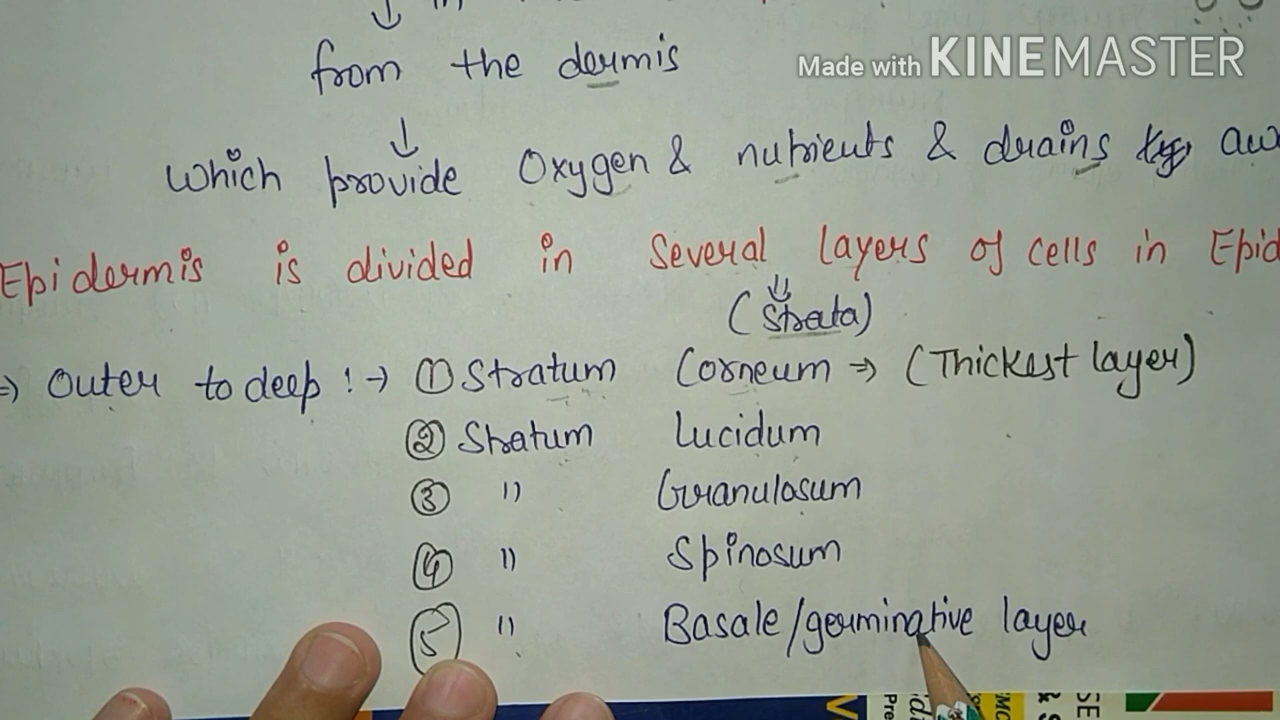 from the dermis
Made with KINEMASTER
↓
which provide Oxygen & nutrients & drains
Epidermis is divided in Several layers of cells in Epid
(Strata)
=> Outer to deep :→ ① Stratum Corneum => (Thickest layer)
② Stratum Lucidum
③ " Granulosum
④ " Spinosum
⑤ " Basale/germinative layer